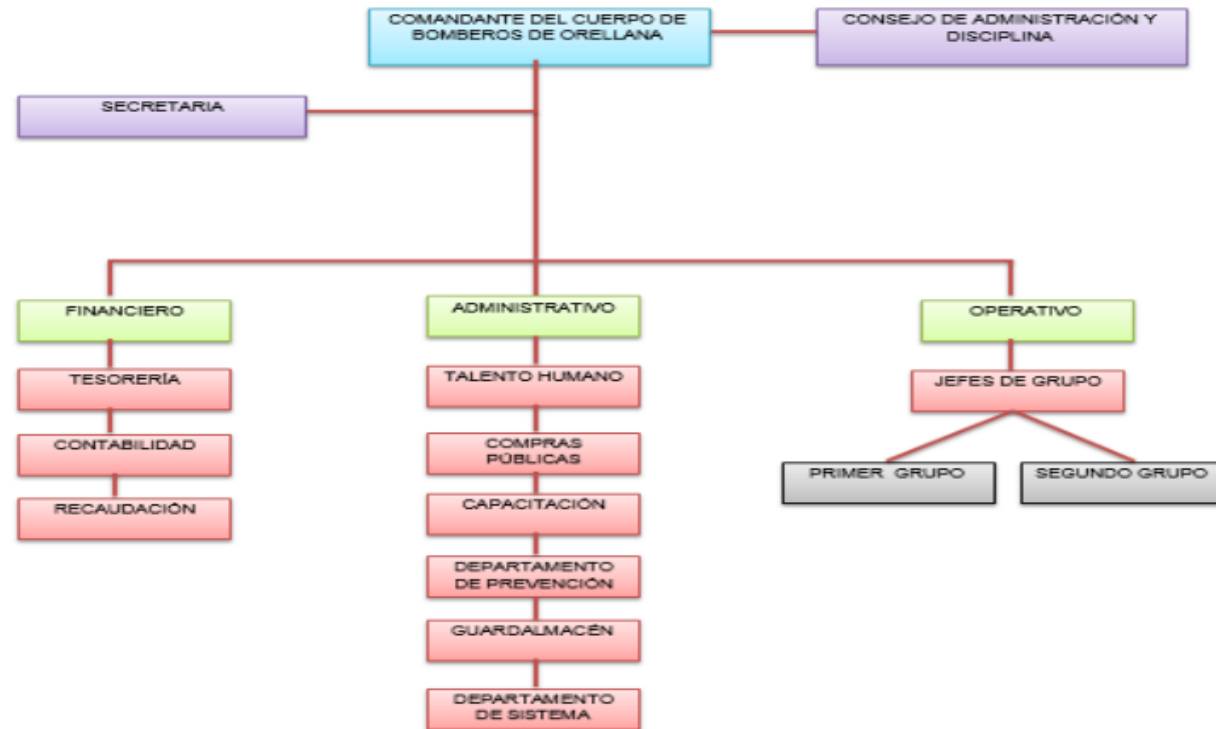 COMANDANTE DEL CUERPO DE
BOMBEROS DE ORELLANA
CONSEJO DE ADMINISTRACIÓN Y
DISCIPLINA
SECRETARIA
FINANCIERO
TESORERÍA
CONTABILIDAD
RECAUDACIÓN
ADMINISTRATIVO
TALENTO HUMANO
COMPRAS
PÚBLICAS
CAPACITACIÓN
DEPARTAMENTO
DE PREVENCIÓN
GUARDALMACÉN
DEPARTAMENTO
DE SISTEMA
OPERATIVO
JEFES DE GRUPO
PRIMER GRUPO
SEGUNDO GRUPO